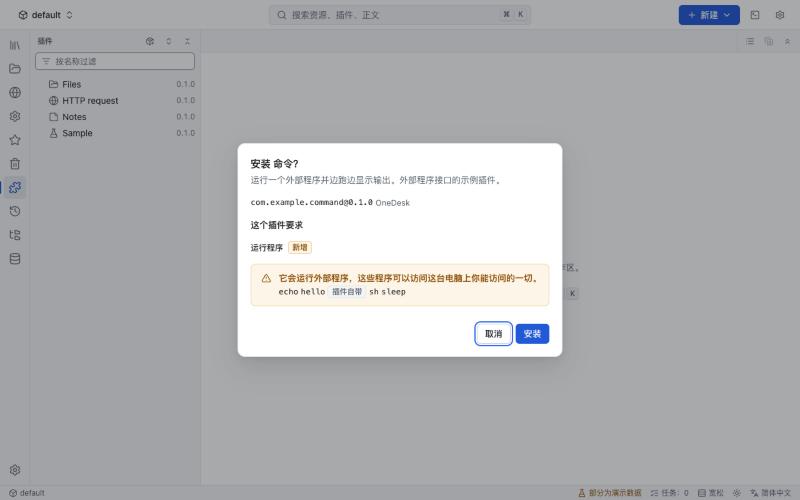 default
搜索资源、插件、正文
⌘ K
新建
插件
按名称过滤
Files 0.1.0
HTTP request 0.1.0
Notes 0.1.0
Sample 0.1.0
安装 命令？
运行一个外部程序并边跑边显示输出。外部程序接口的示例插件。
com.example.command@0.1.0 OneDesk
这个插件要求
运行程序 新增
它会运行外部程序，这些程序可以访问这台电脑上你能访问的一切。
echo hello 插件自带 sh sleep
区。
K
取消 安装
default
部分为演示数据 任务：0 宽松 简体中文